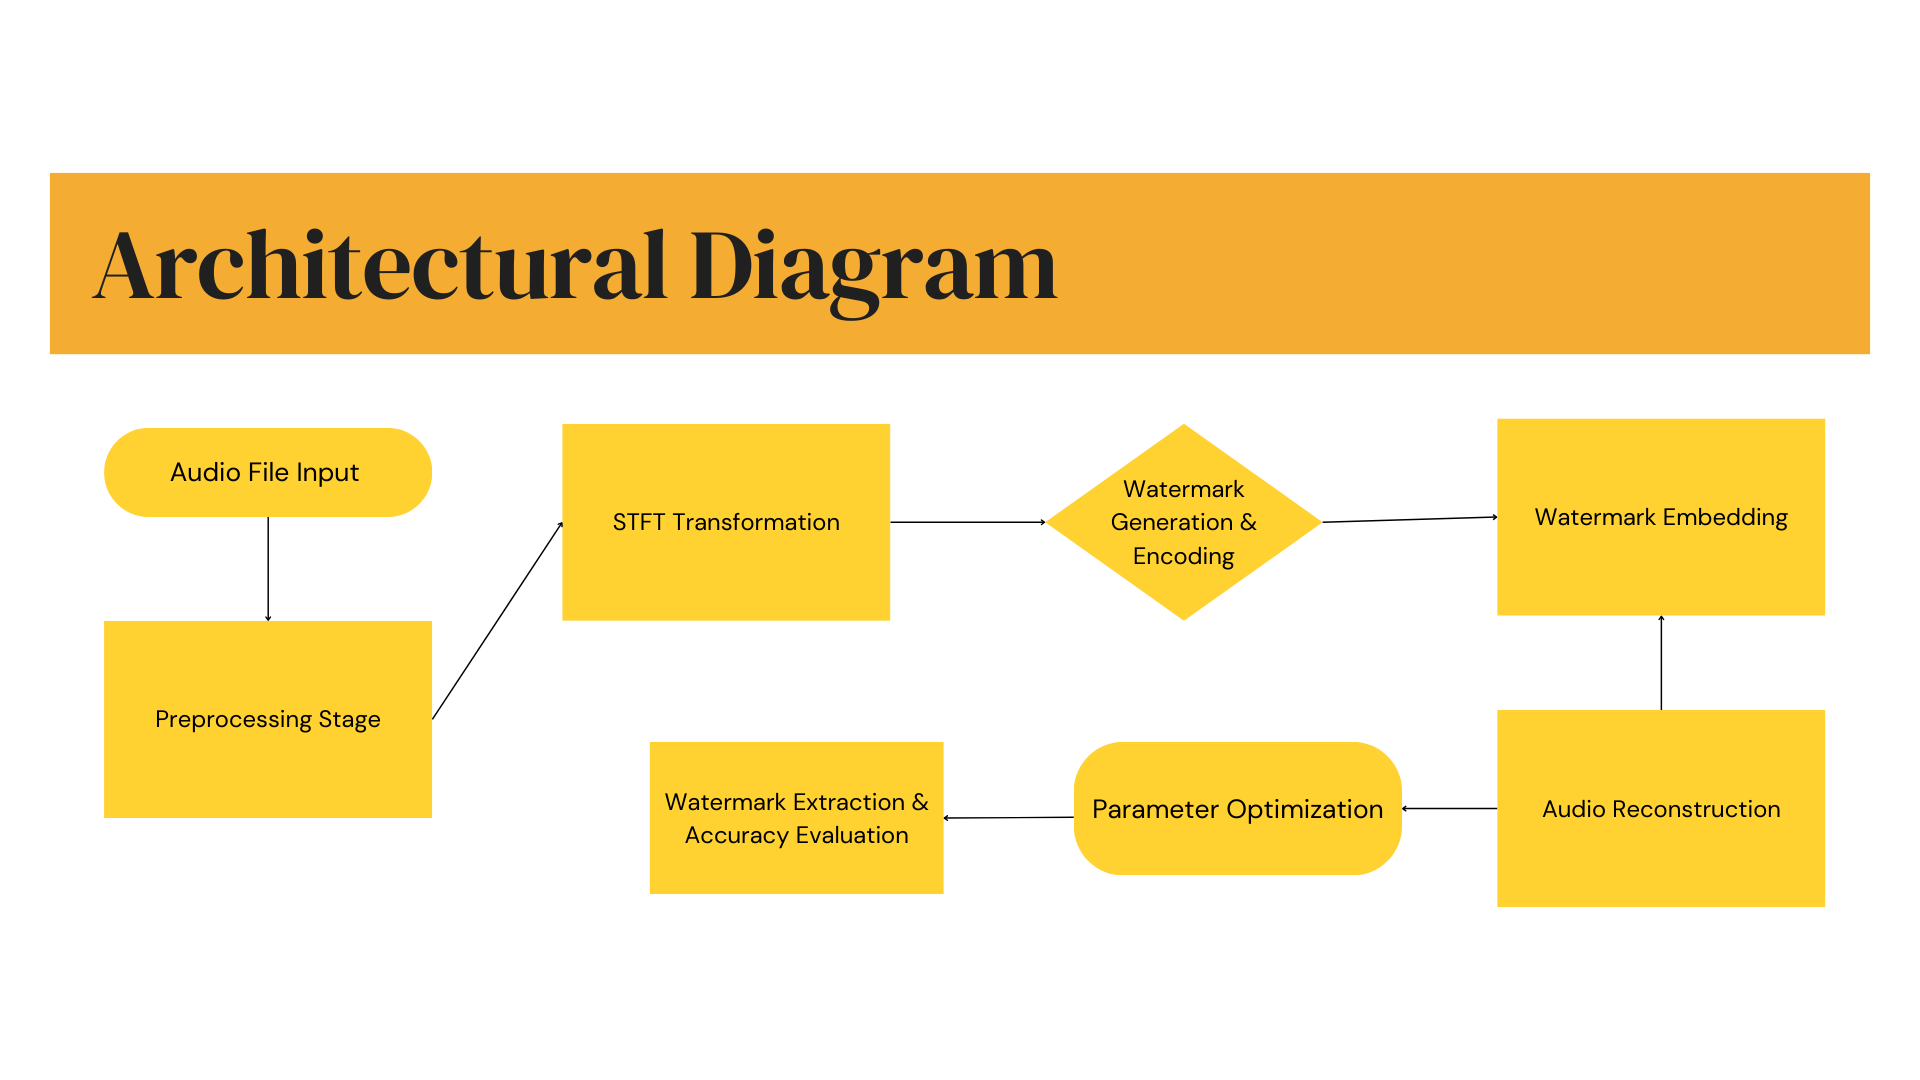 Architectural Diagram
Audio File Input
Preprocessing Stage
STFT Transformation
Watermark
Generation &
Encoding
Watermark Embedding
Audio Reconstruction
Parameter Optimization
Watermark Extraction &
Accuracy Evaluation